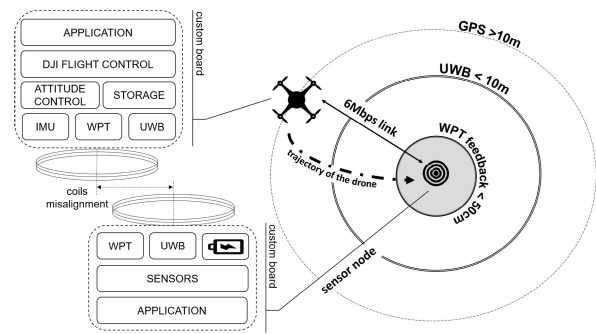 APPLICATION
DJI FLIGHT CONTROL
ATTITUDE
CONTROL
STORAGE
IMU
WPT
UWB
custom board
coils
misalignment
WPT
UWB
SENSORS
APPLICATION
custom board
GPS >10m
UWB < 10m
6Mbps link
WPT feedback < 50cm
trajectory of the drone
sensor node